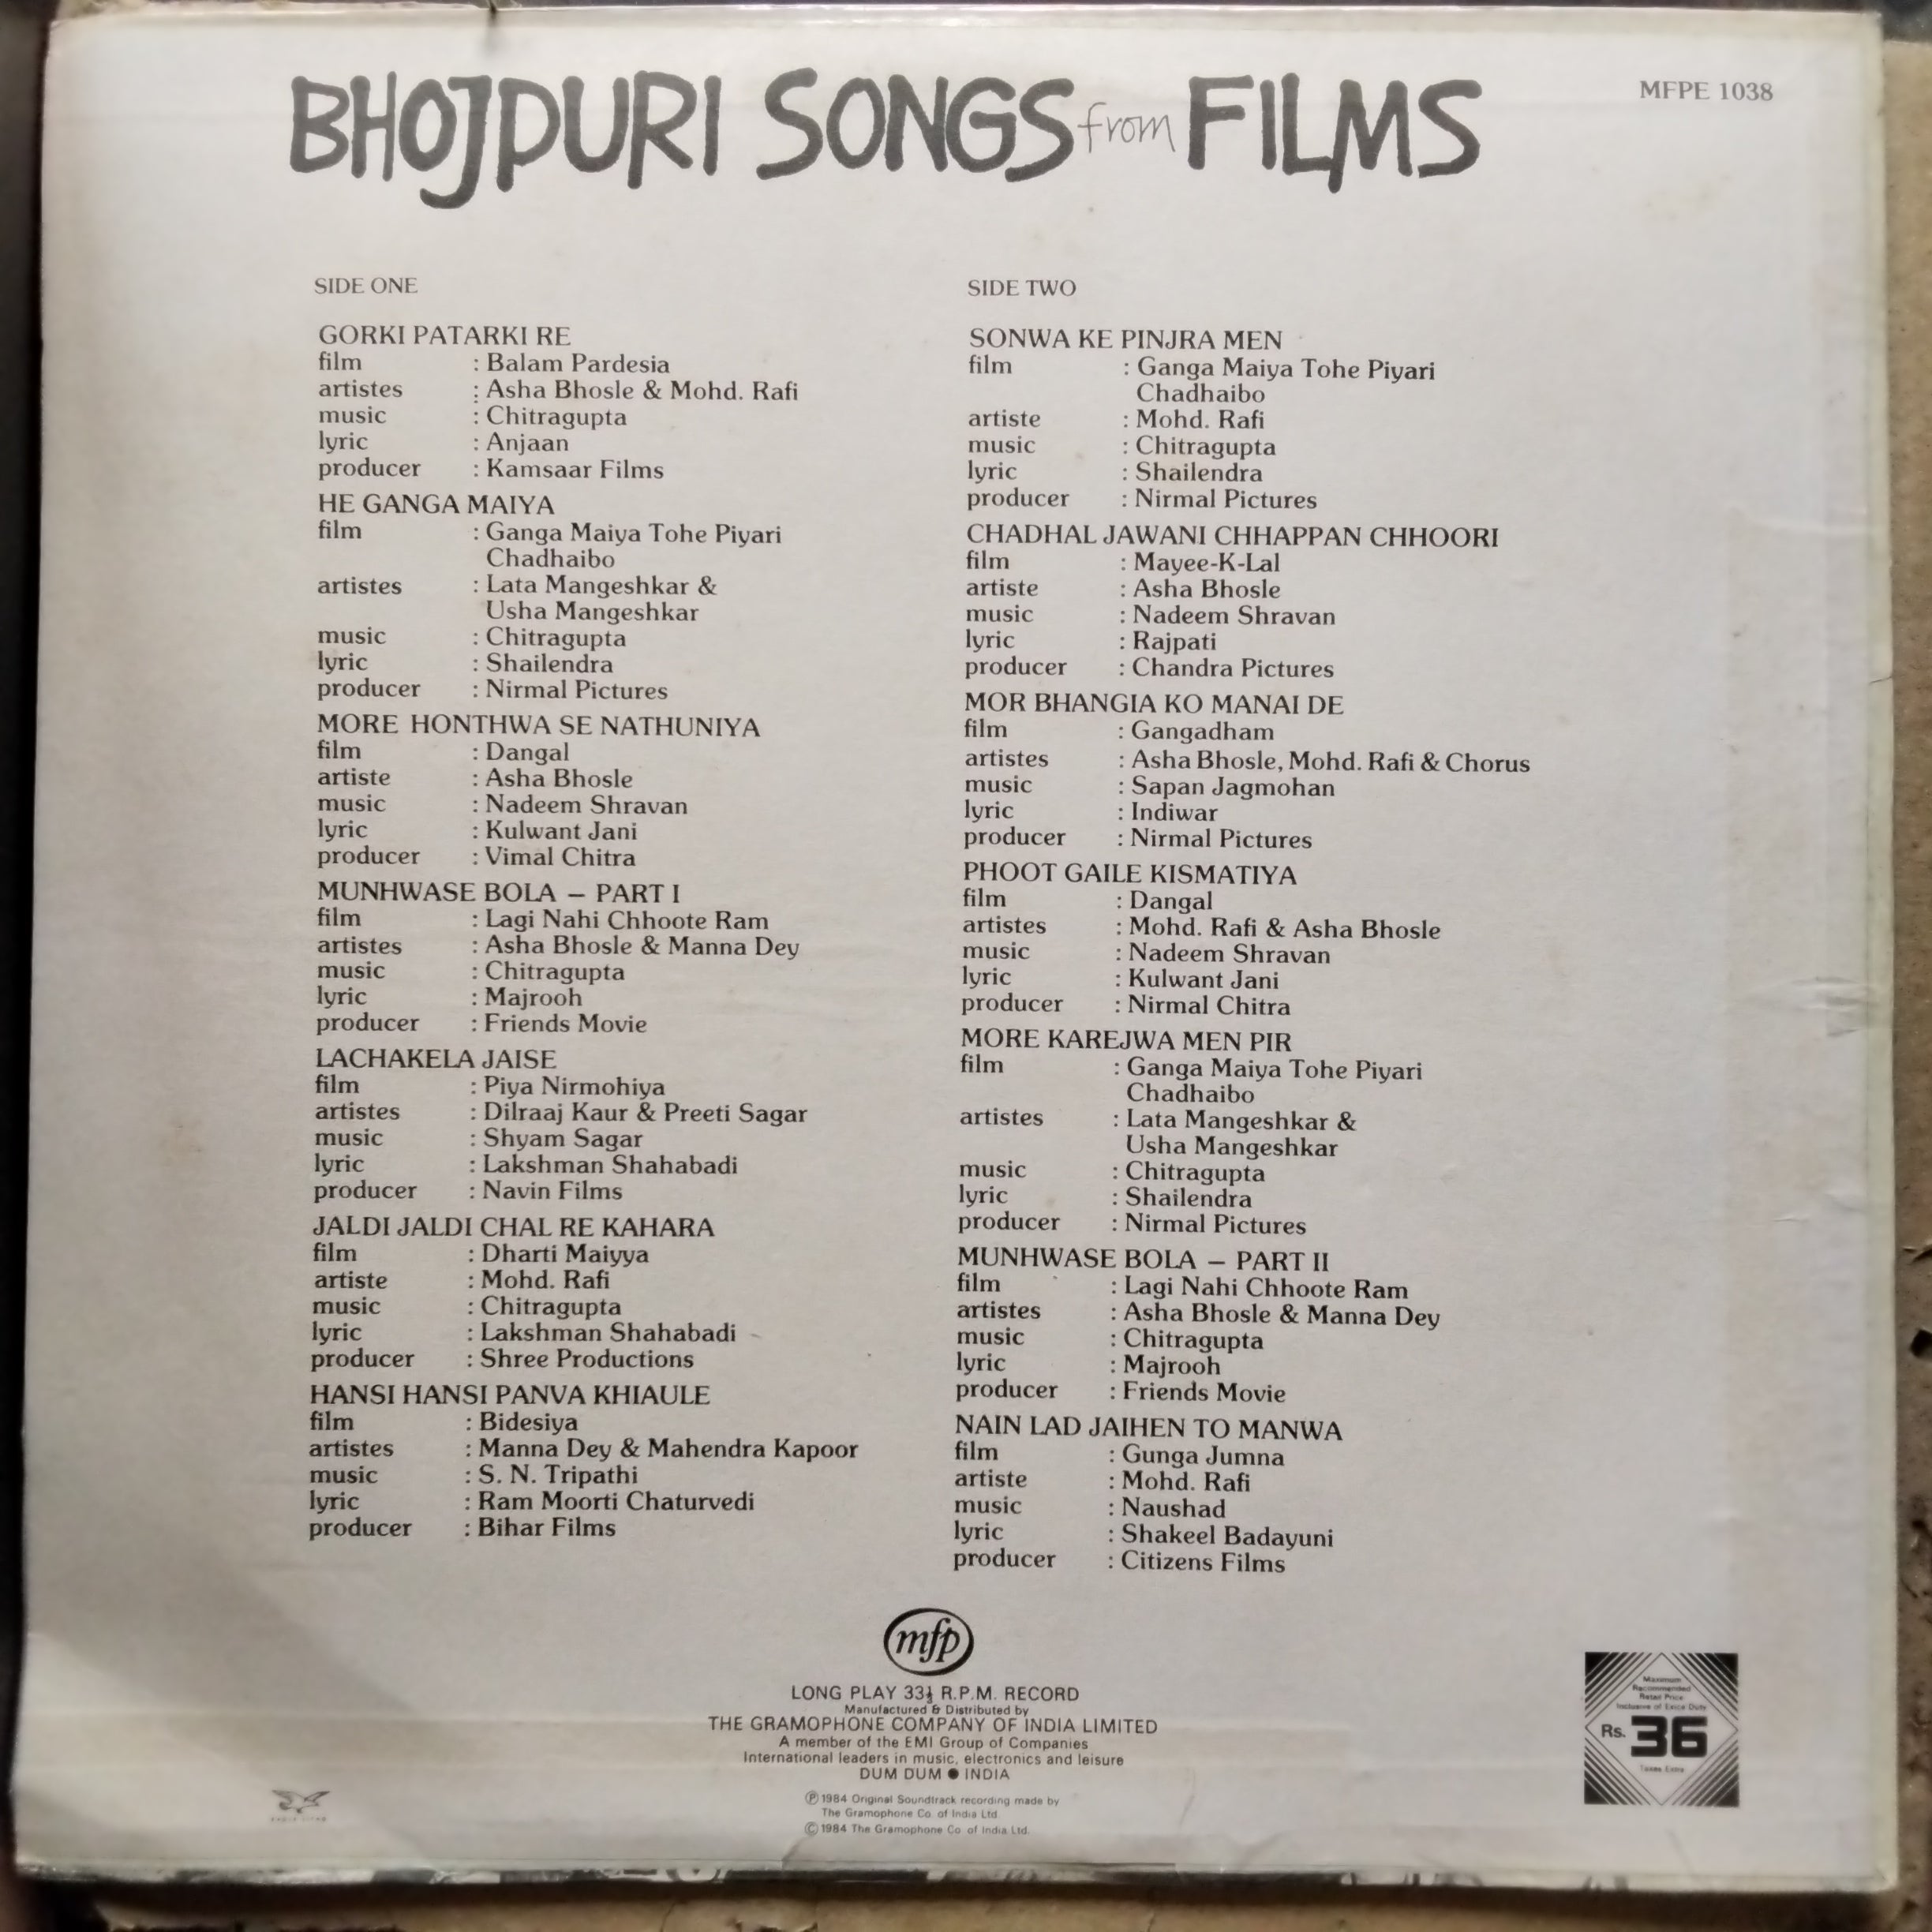 BHOJPURI SONGS from FILMS
MFPE 1038
SIDE ONE
GORKI PATARKI RE
film : Balam Pardesia
artistes : Asha Bhosle & Mohd. Rafi
music : Chitragupta
lyric : Anjaan
producer : Kamsaar Films
HE GANGA MAIYA
film : Ganga Maiya Tohe Piyari
Chadhaibo
artistes : Lata Mangeshkar &
Usha Mangeshkar
music : Chitragupta
lyric : Shailendra
producer : Nirmal Pictures
MORE HONTHWA SE NATHUNIYA
film : Dangal
artiste : Asha Bhosle
music : Nadeem Shravan
lyric : Kulwant Jani
producer : Vimal Chitra
MUNHWASE BOLA – PART I
film : Lagi Nahi Chhoote Ram
artistes : Asha Bhosle & Manna Dey
music : Chitragupta
lyric : Majrooh
producer : Friends Movie
LACHAKELA JAISE
film : Piya Nirmohiya
artistes : Dilraaj Kaur & Preeti Sagar
music : Shyam Sagar
lyric : Lakshman Shahabadi
producer : Navin Films
JALDI JALDI CHAL RE KAHARA
film : Dharti Maiyya
artiste : Mohd. Rafi
music : Chitragupta
lyric : Lakshman Shahabadi
producer : Shree Productions
HANSI HANSI PANVA KHIAULE
film : Bidesiya
artistes : Manna Dey & Mahendra Kapoor
music : S. N. Tripathi
lyric : Ram Moorti Chaturvedi
producer : Bihar Films
SIDE TWO
SONWA KE PINJRA MEN
film : Ganga Maiya Tohe Piyari
Chadhaibo
artiste : Mohd. Rafi
music : Chitragupta
lyric : Shailendra
producer : Nirmal Pictures
CHADHAL JAWANI CHHAPPAN CHHOORI
film : Mayee-K-Lal
artiste : Asha Bhosle
music : Nadeem Shravan
lyric : Rajpati
producer : Chandra Pictures
MOR BHANGIA KO MANAI DE
film : Gangadham
artistes : Asha Bhosle, Mohd. Rafi & Chorus
music : Sapan Jagmohan
lyric : Indiwar
producer : Nirmal Pictures
PHOOT GAILE KISMATIYA
film : Dangal
artistes : Mohd. Rafi & Asha Bhosle
music : Nadeem Shravan
lyric : Kulwant Jani
producer : Nirmal Chitra
MORE KAREJWA MEN PIR
film : Ganga Maiya Tohe Piyari
Chadhaibo
artistes : Lata Mangeshkar &
Usha Mangeshkar
music : Chitragupta
lyric : Shailendra
producer : Nirmal Pictures
MUNHWASE BOLA – PART II
film : Lagi Nahi Chhoote Ram
artistes : Asha Bhosle & Manna Dey
music : Chitragupta
lyric : Majrooh
producer : Friends Movie
NAIN LAD JAIHEN TO MANWA
film : Gunga Jumna
artiste : Mohd. Rafi
music : Naushad
lyric : Shakeel Badayuni
producer : Citizens Films
mfp
LONG PLAY 33⅓ R.P.M. RECORD
Manufactured & Distributed by
THE GRAMOPHONE COMPANY OF INDIA LIMITED
A member of the EMI Group of Companies
International leaders in music, electronics and leisure
DUM DUM ● INDIA
℗ 1984 Original Soundtrack recording made by
The Gramophone Co. of India Ltd.
© 1984 The Gramophone Co. of India Ltd.
Maximum
Recommended
Retail Price
Inclusive of Exice Duty
Rs. 36
Taxes Extra